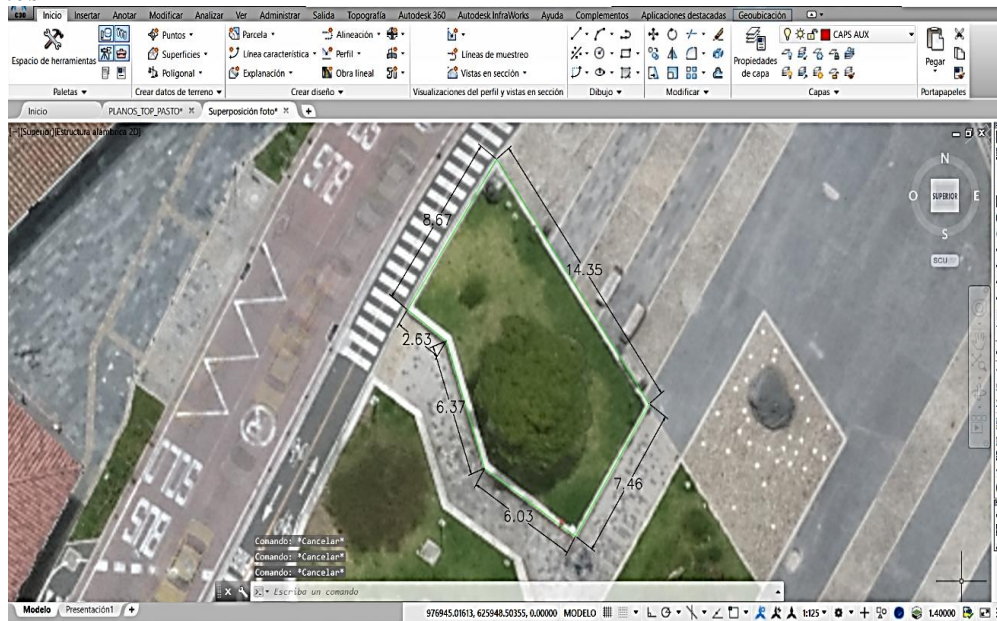 C3D
Inicio Insertar Anotar Modificar Analizar Ver Administrar Salida Topografía Autodesk 360 Autodesk InfraWorks Ayuda Complementos Aplicaciones destacadas Geoubicación
Espacio de herramientas
Puntos
Superficies
Poligonal
Parcela
Línea característica
Explanación
Alineación
Perfil
Obra lineal
Líneas de muestreo
Vistas en sección
Propiedades
de capa
CAPS AUX
Pegar
Paletas
Crear datos de terreno
Crear diseño
Visualizaciones del perfil y vistas en sección
Dibujo
Modificar
Capas
Portapapeles
Inicio PLANOS_TOP_PASTO* Superposición foto*
[-][Superior][Estructura alámbrica 2D]
N
O SUPERIOR E
S
SCU
8.67
14.35
2.63
6.37
7.46
6.03
BUS
SOLO
BUS
Comando: *Cancelar*
Comando: *Cancelar*
Comando: *Cancelar*
Escriba un comando
Modelo Presentación1 +
976945.01613, 625948.50355, 0.00000 MODELO 1:125 1.40000